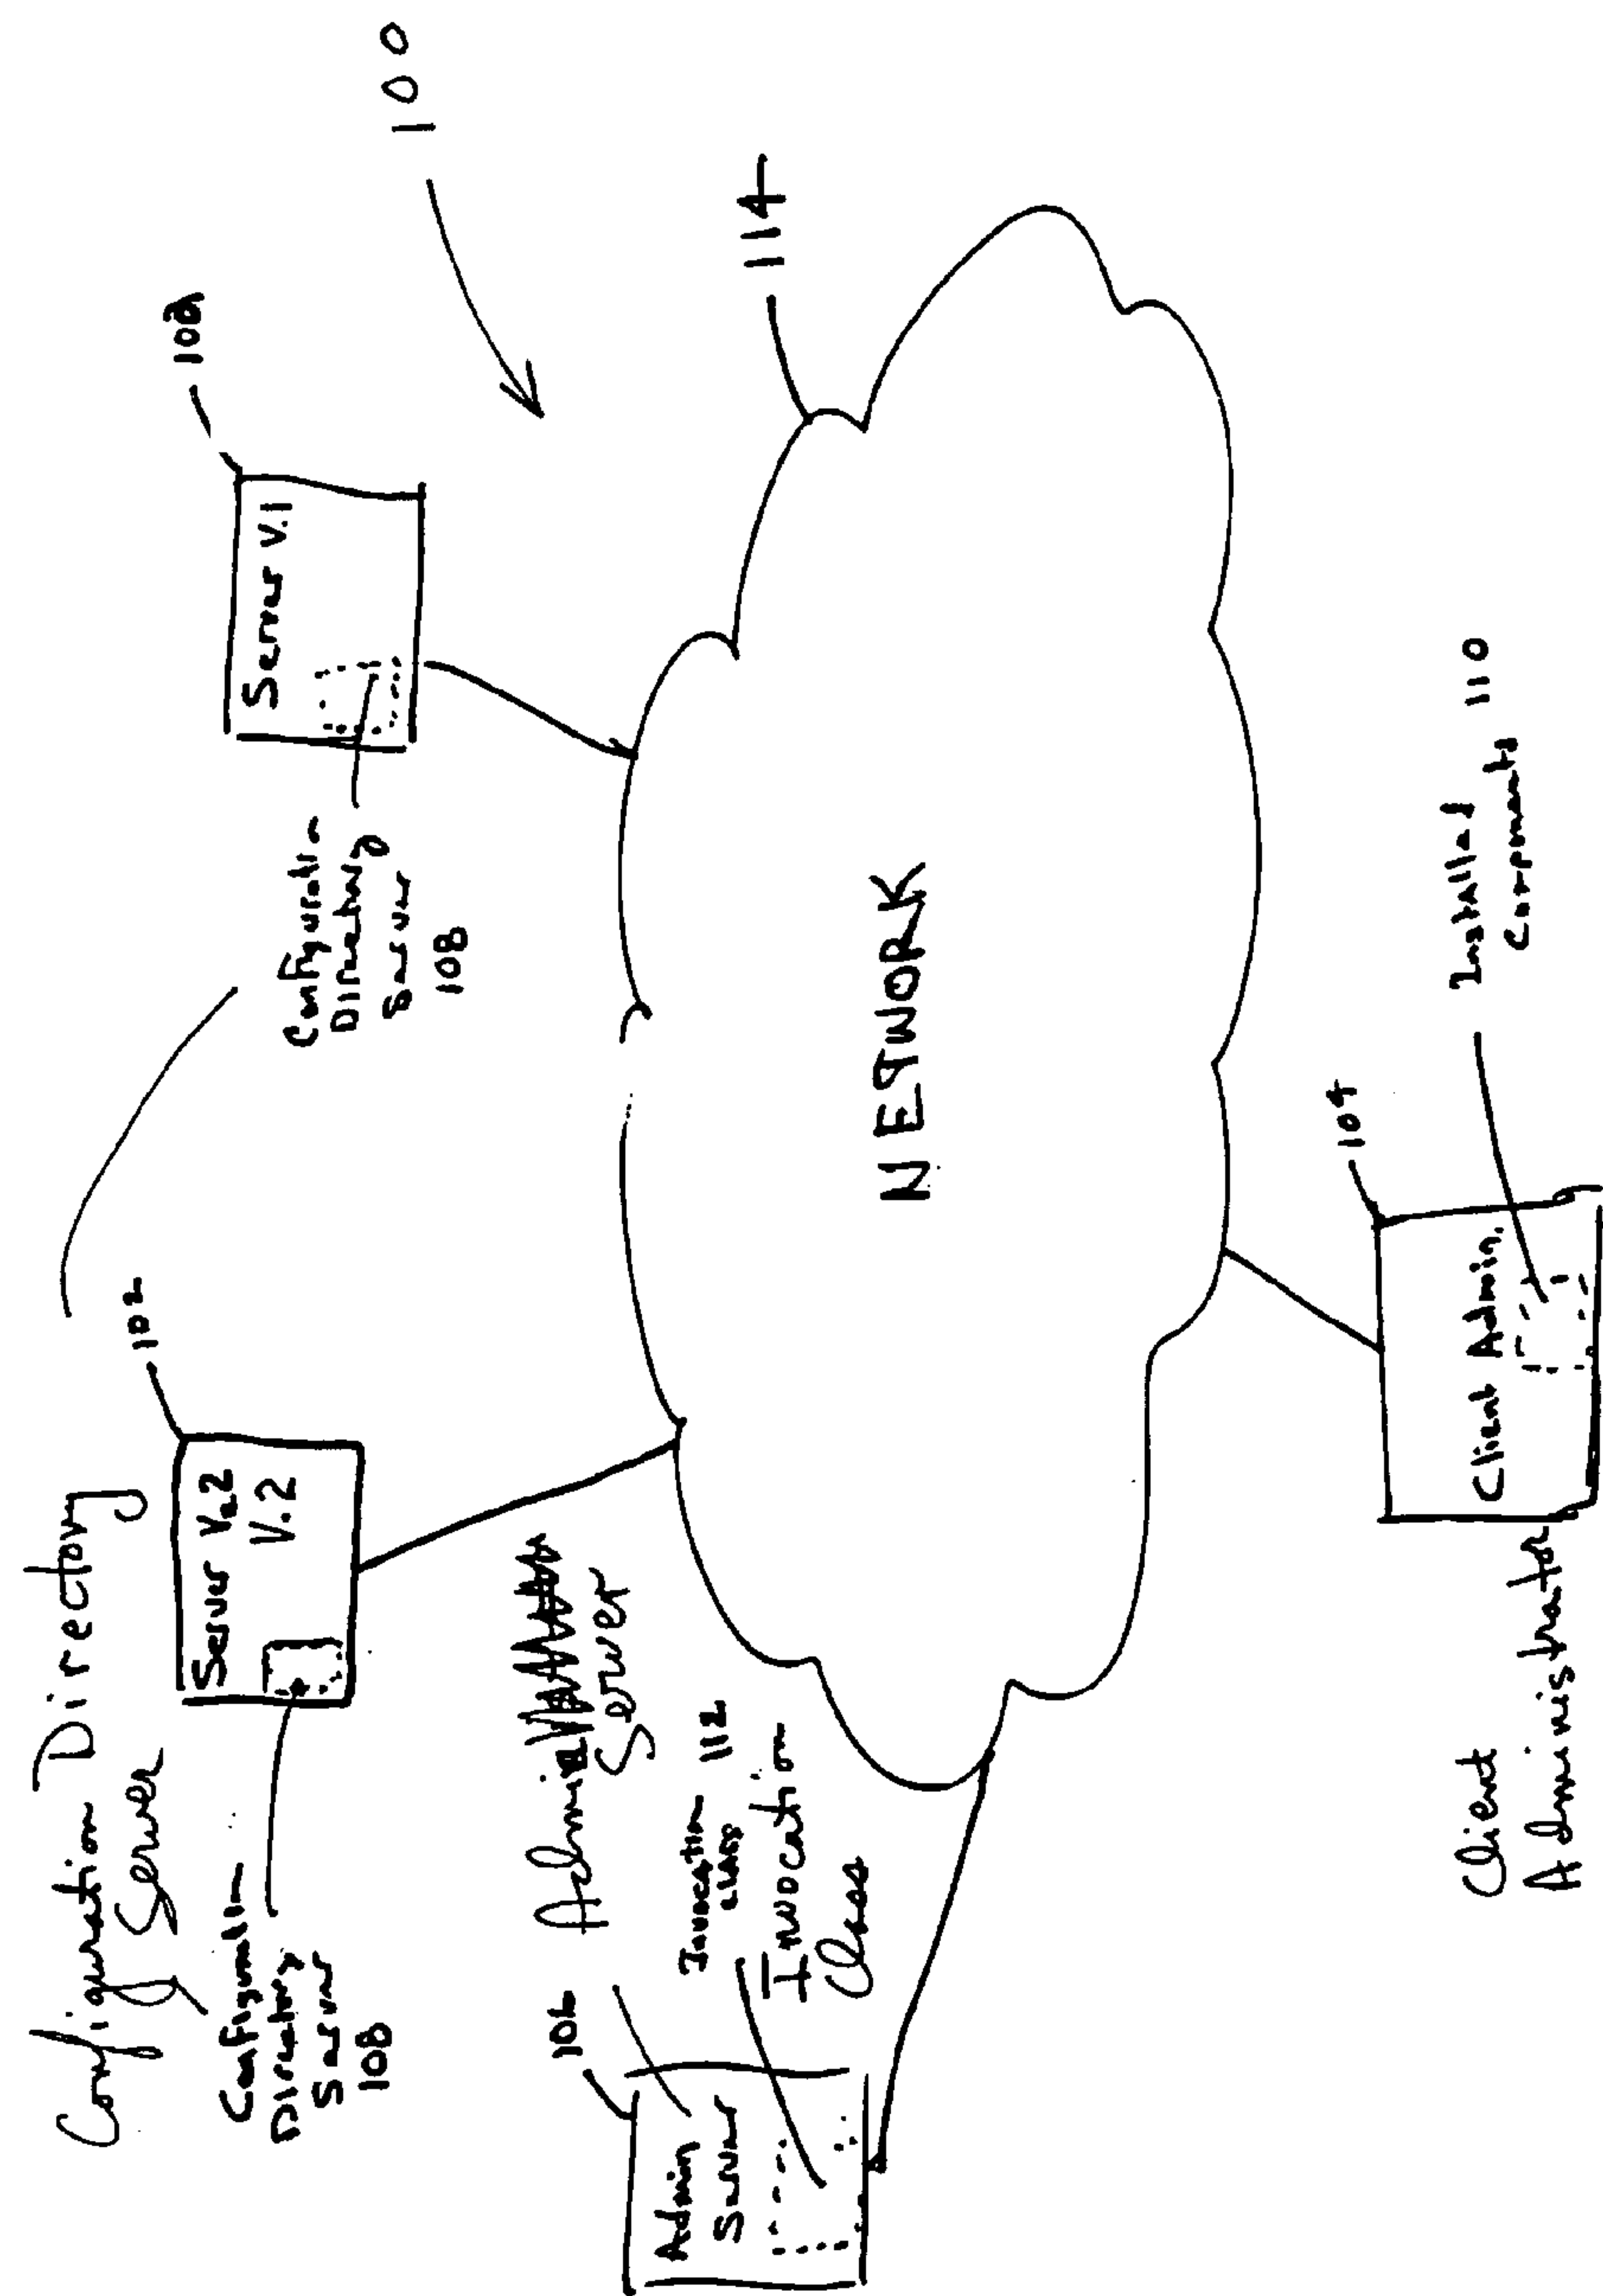 Configuration Directory
Server
Configuration
Directory
Server
108
102
Server V.2
V.2
Configuration
Directory
Server
108
Server V.1
102
100
114
Admin
Server
106
Admin
Server
Invocation 112
class
Invocation
Class
NETWORK
104
Client Admin.
Installed 110
Components
Client
Administrator